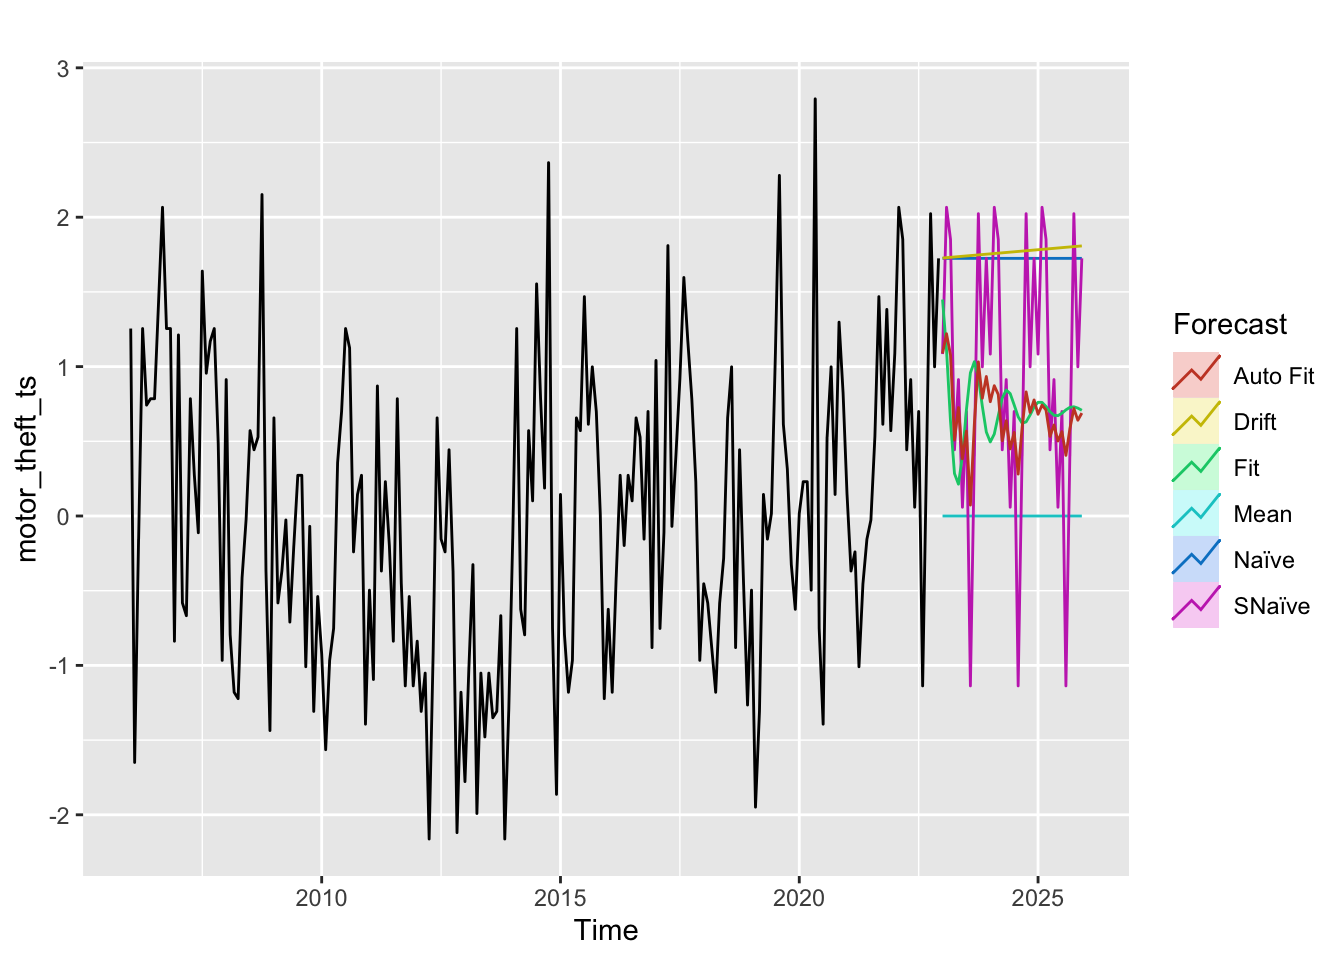 3
2
1
0
-1
-2
motor_theft_ts
2010
2015
2020
2025
Time
Forecast
Auto Fit
Drift
Fit
Mean
Naïve
SNaïve